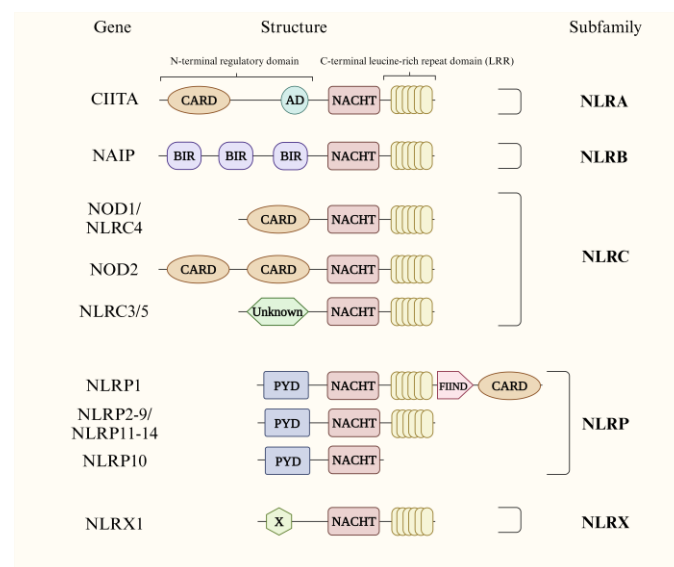 Gene Structure Subfamily
N-terminal regulatory domain C-terminal leucine-rich repeat domain (LRR)
CIITA CARD AD NACHT NLRA
NAIP BIR BIR BIR NACHT NLRB
NOD1/
NLRC4 CARD NACHT
NLRC
NOD2 CARD CARD NACHT
NLRC3/5 Unknown NACHT
NLRP1 PYD NACHT FIIND CARD
NLRP2-9/
NLRP11-14 PYD NACHT NLRP
NLRP10 PYD NACHT
NLRX1 X NACHT NLRX